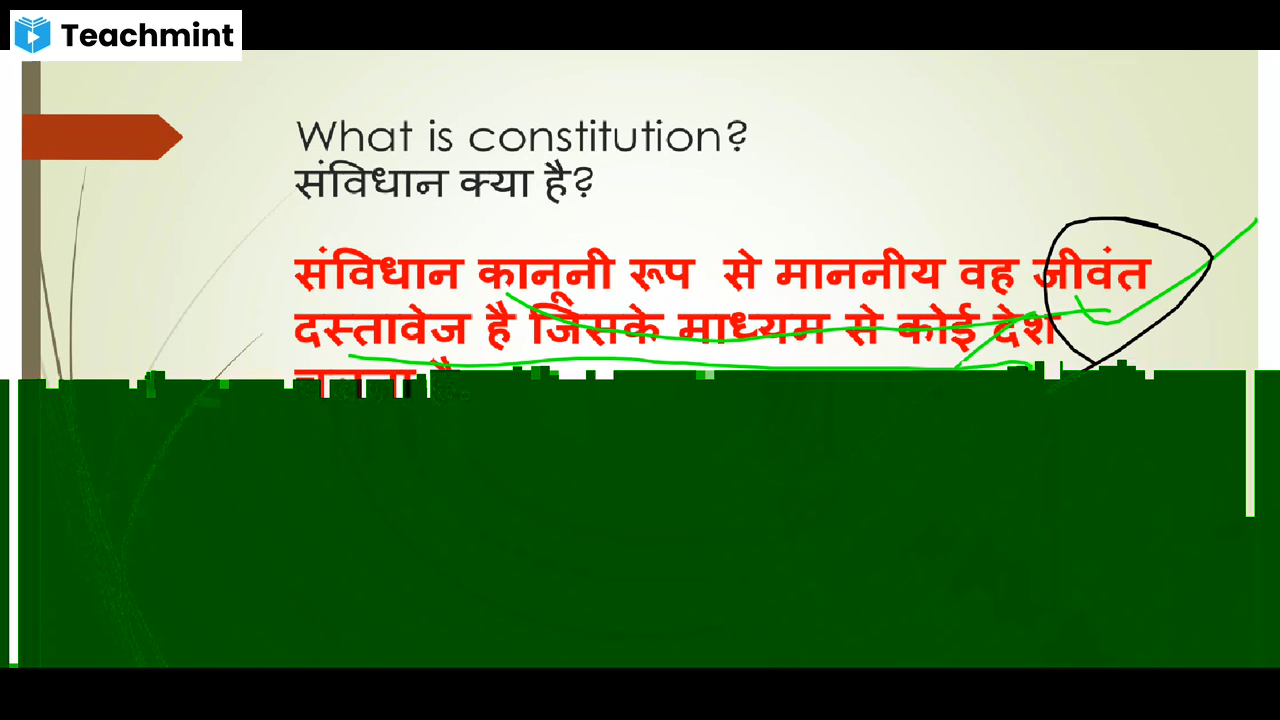 Teachmint
What is constitution?
संविधान क्या है?
संविधान कानूनी रूप से माननीय वह जीवंत
दस्तावेज है जिसके माध्यम से कोई देश